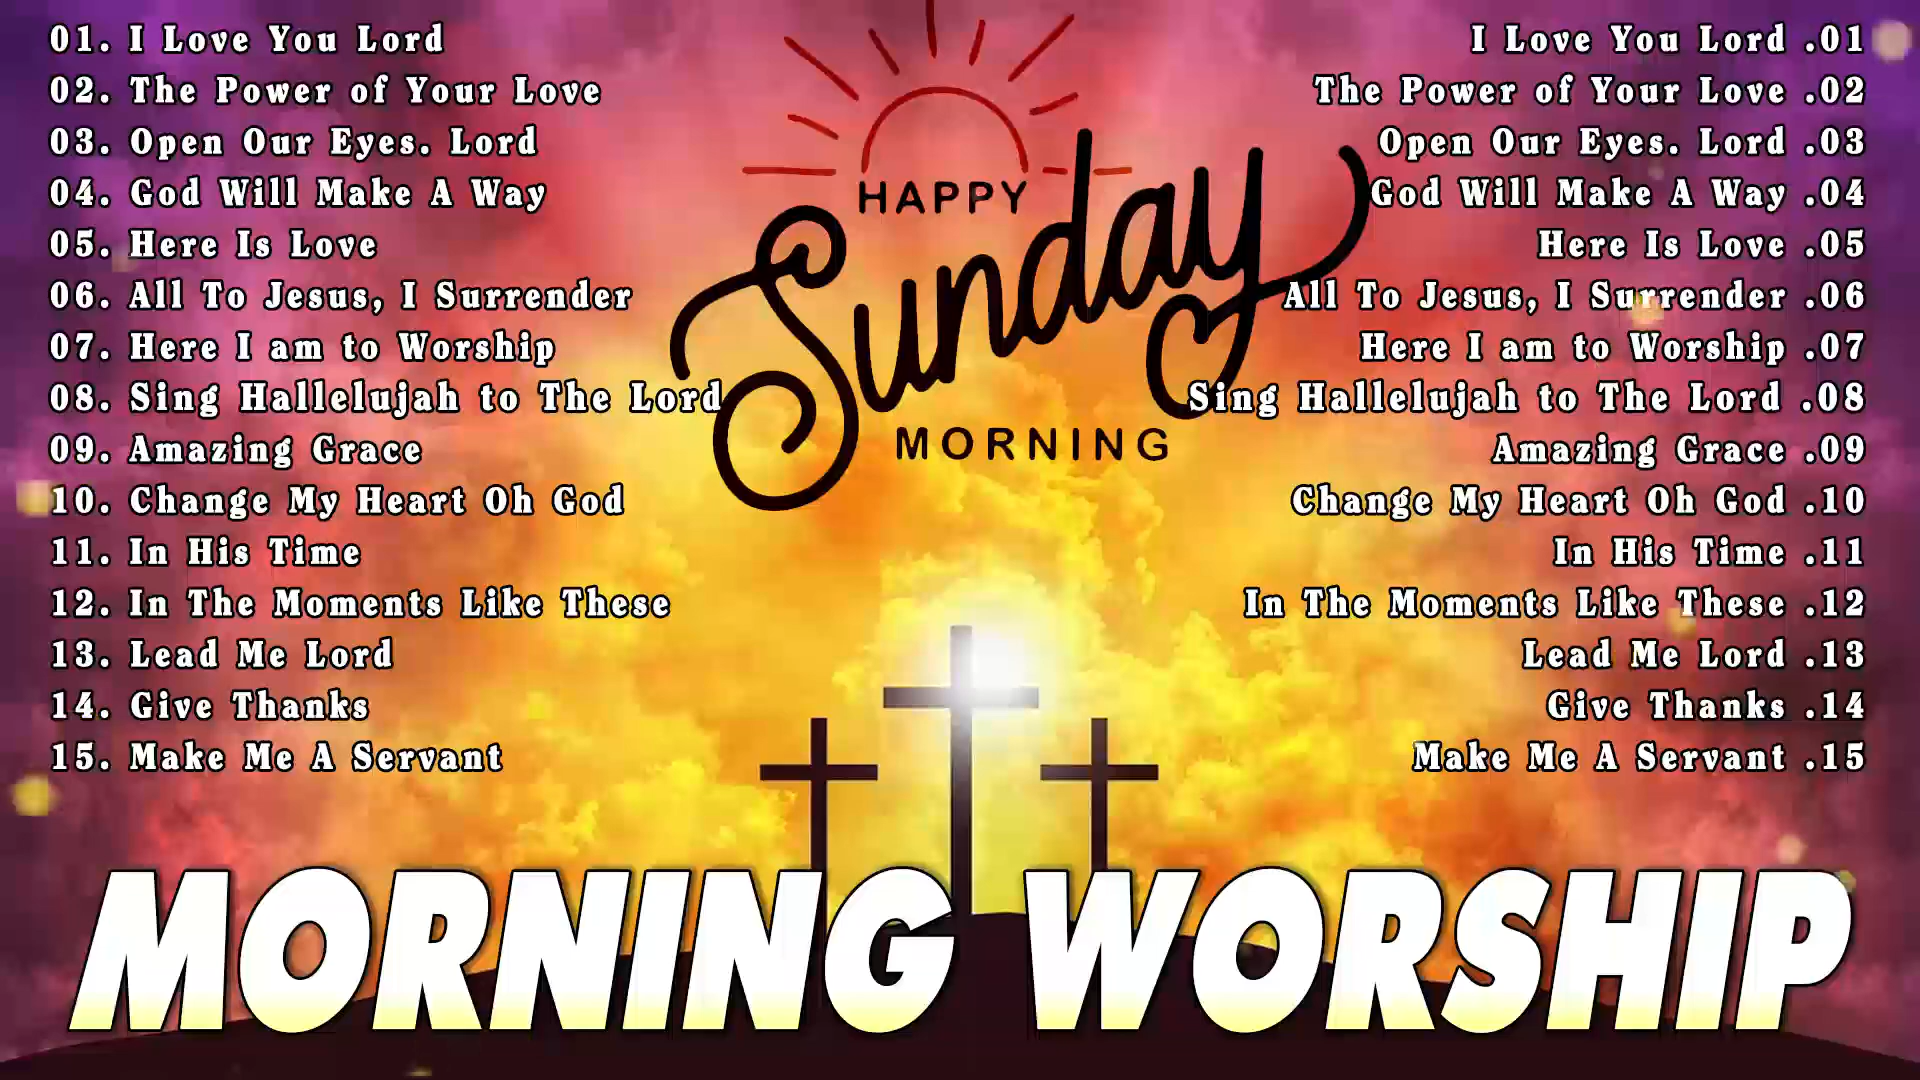 01. I Love You Lord
02. The Power of Your Love
03. Open Our Eyes. Lord
04. God Will Make A Way
05. Here Is Love
06. All To Jesus, I Surrender
07. Here I am to Worship
08. Sing Hallelujah to The Lord
09. Amazing Grace
10. Change My Heart Oh God
11. In His Time
12. In The Moments Like These
13. Lead Me Lord
14. Give Thanks
15. Make Me A Servant
HAPPY
Sunday
MORNING
I Love You Lord .01
The Power of Your Love .02
Open Our Eyes. Lord .03
God Will Make A Way .04
Here Is Love .05
All To Jesus, I Surrender .06
Here I am to Worship .07
Sing Hallelujah to The Lord .08
Amazing Grace .09
Change My Heart Oh God .10
In His Time .11
In The Moments Like These .12
Lead Me Lord .13
Give Thanks .14
Make Me A Servant .15
MORNING WORSHIP